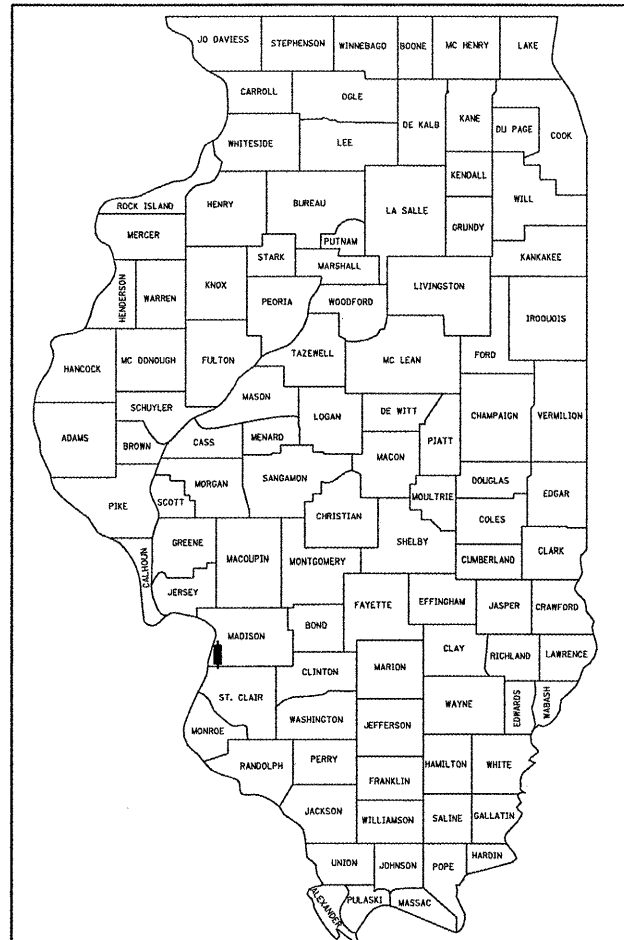 JO DAVIESS
STEPHENSON
WINNEBAGO
BOONE
MC HENRY
LAKE
CARROLL
OGLE
DE KALB
KANE
DU PAGE
COOK
WHITESIDE
LEE
KENDALL
WILL
ROCK ISLAND
HENRY
BUREAU
LA SALLE
GRUNDY
MERCER
PUTNAM
STARK
MARSHALL
KANKAKEE
HENDERSON
WARREN
KNOX
PEORIA
WOODFORD
LIVINGSTON
IROQUOIS
HANCOCK
MC DONOUGH
FULTON
TAZEWELL
MC LEAN
FORD
MASON
SCHUYLER
LOGAN
DE WITT
CHAMPAIGN
VERMILION
ADAMS
BROWN
CASS
MENARD
PIATT
MACON
PIKE
SCOTT
MORGAN
SANGAMON
DOUGLAS
EDGAR
MOULTRIE
CHRISTIAN
COLES
CALHOUN
GREENE
MACOUPIN
MONTGOMERY
SHELBY
CUMBERLAND
CLARK
JERSEY
FAYETTE
EFFINGHAM
JASPER
CRAWFORD
MADISON
BOND
CLAY
RICHLAND
LAWRENCE
CLINTON
MARION
ST. CLAIR
WAYNE
EDWARDS
WABASH
WASHINGTON
JEFFERSON
MONROE
RANDOLPH
PERRY
HAMILTON
WHITE
FRANKLIN
JACKSON
WILLIAMSON
SALINE
GALLATIN
UNION
JOHNSON
POPE
HARDIN
ALEXANDER
PULASKI
MASSAC